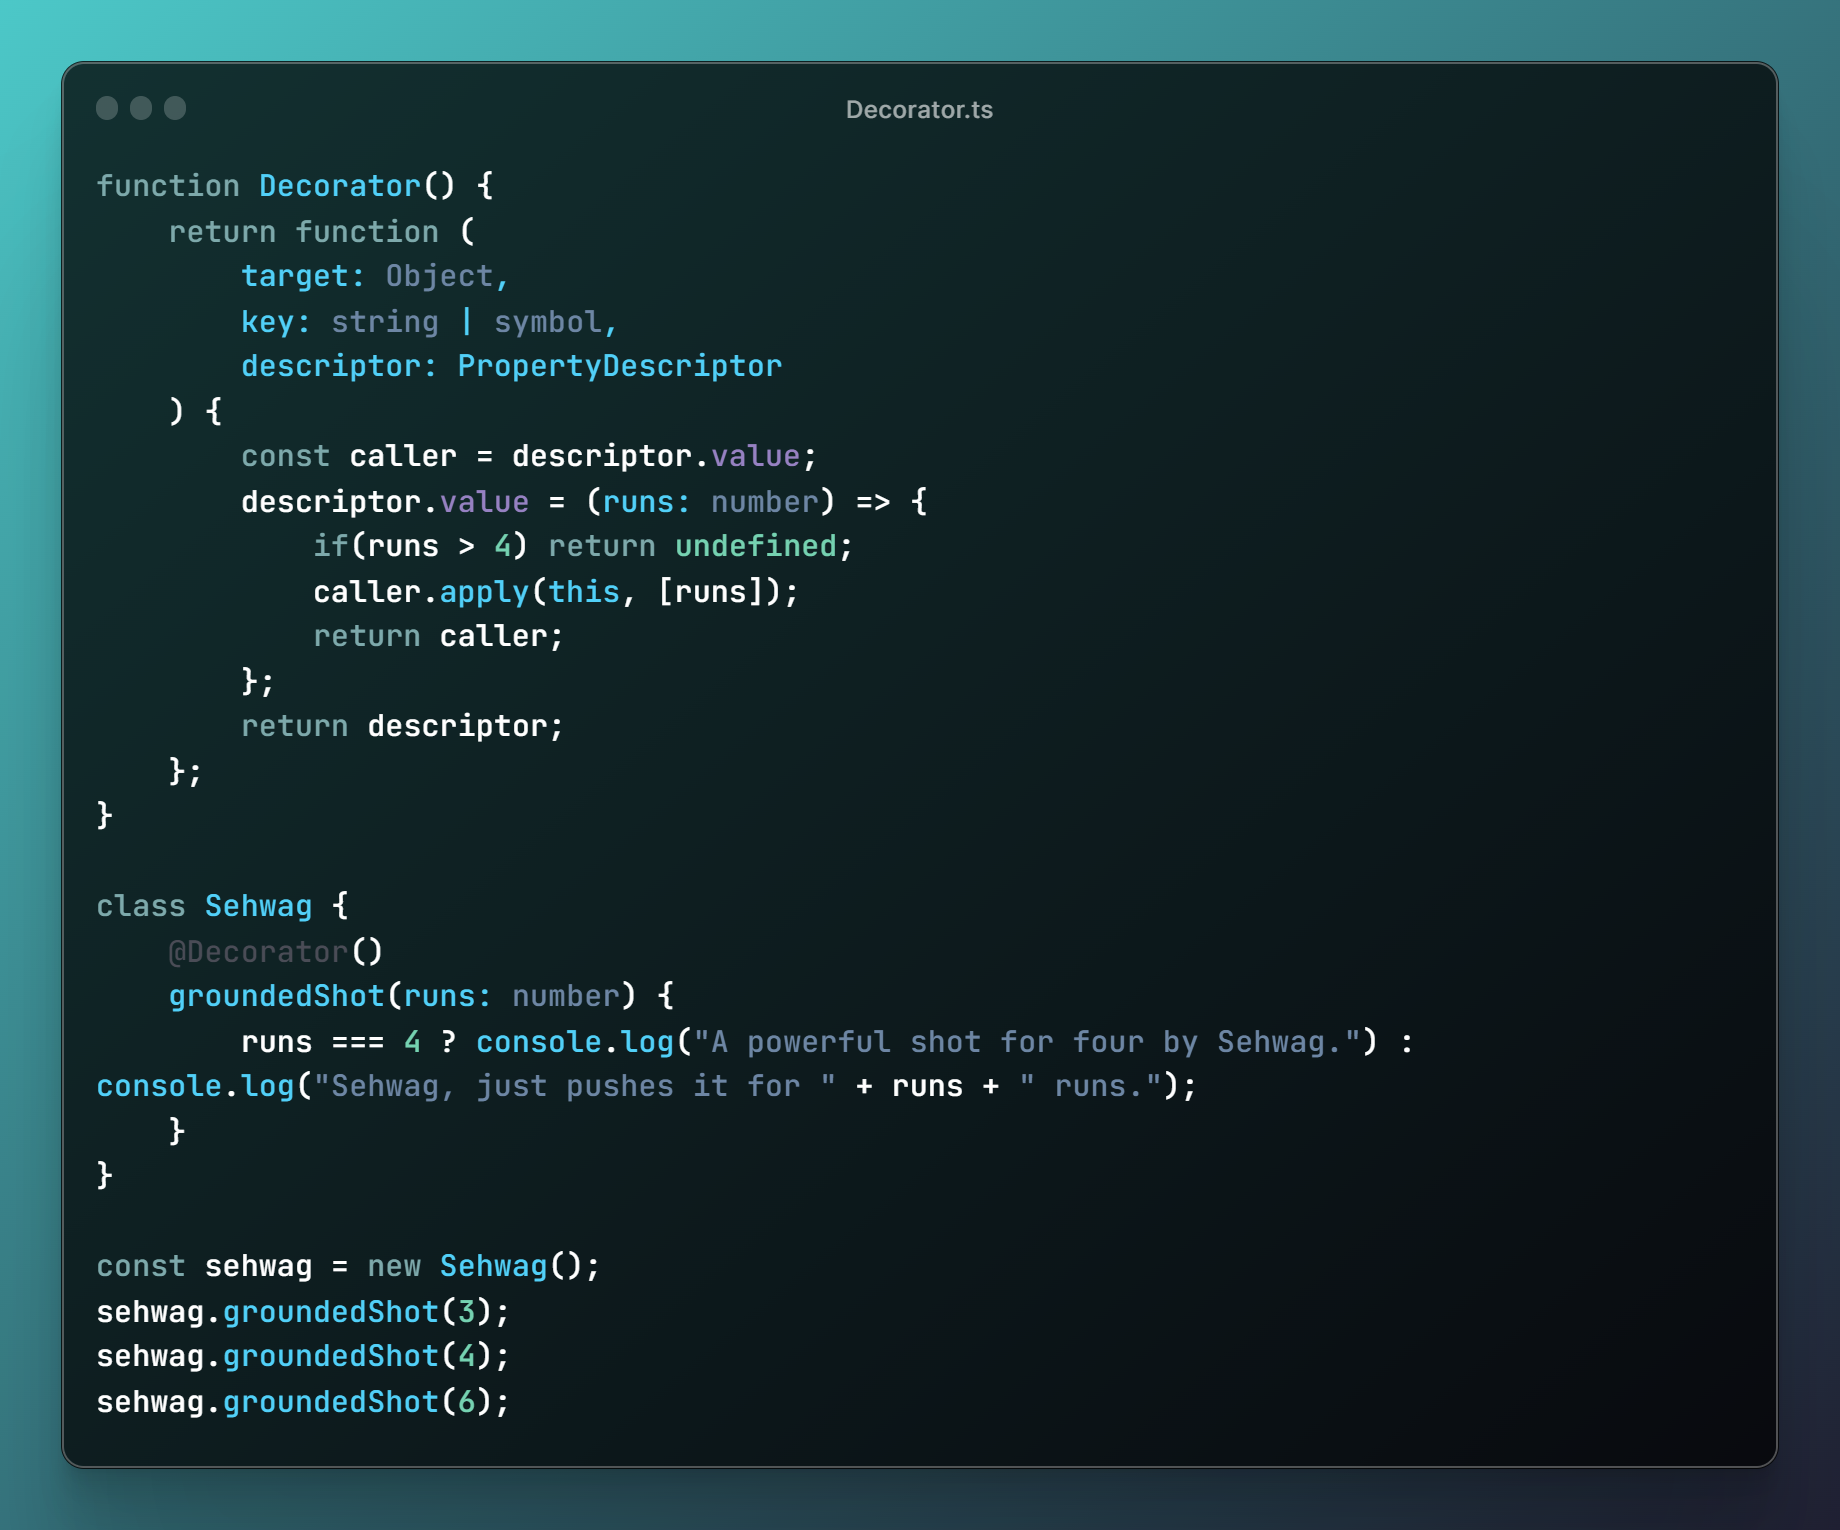 Decorator.ts
function Decorator() {
    return function (
        target: Object,
        key: string | symbol,
        descriptor: PropertyDescriptor
    ) {
        const caller = descriptor.value;
        descriptor.value = (runs: number) => {
            if(runs > 4) return undefined;
            caller.apply(this, [runs]);
            return caller;
        };
        return descriptor;
    };
}

class Sehwag {
    @Decorator()
    groundedShot(runs: number) {
        runs === 4 ? console.log("A powerful shot for four by Sehwag.") :
console.log("Sehwag, just pushes it for " + runs + " runs.");
    }
}

const sehwag = new Sehwag();
sehwag.groundedShot(3);
sehwag.groundedShot(4);
sehwag.groundedShot(6);